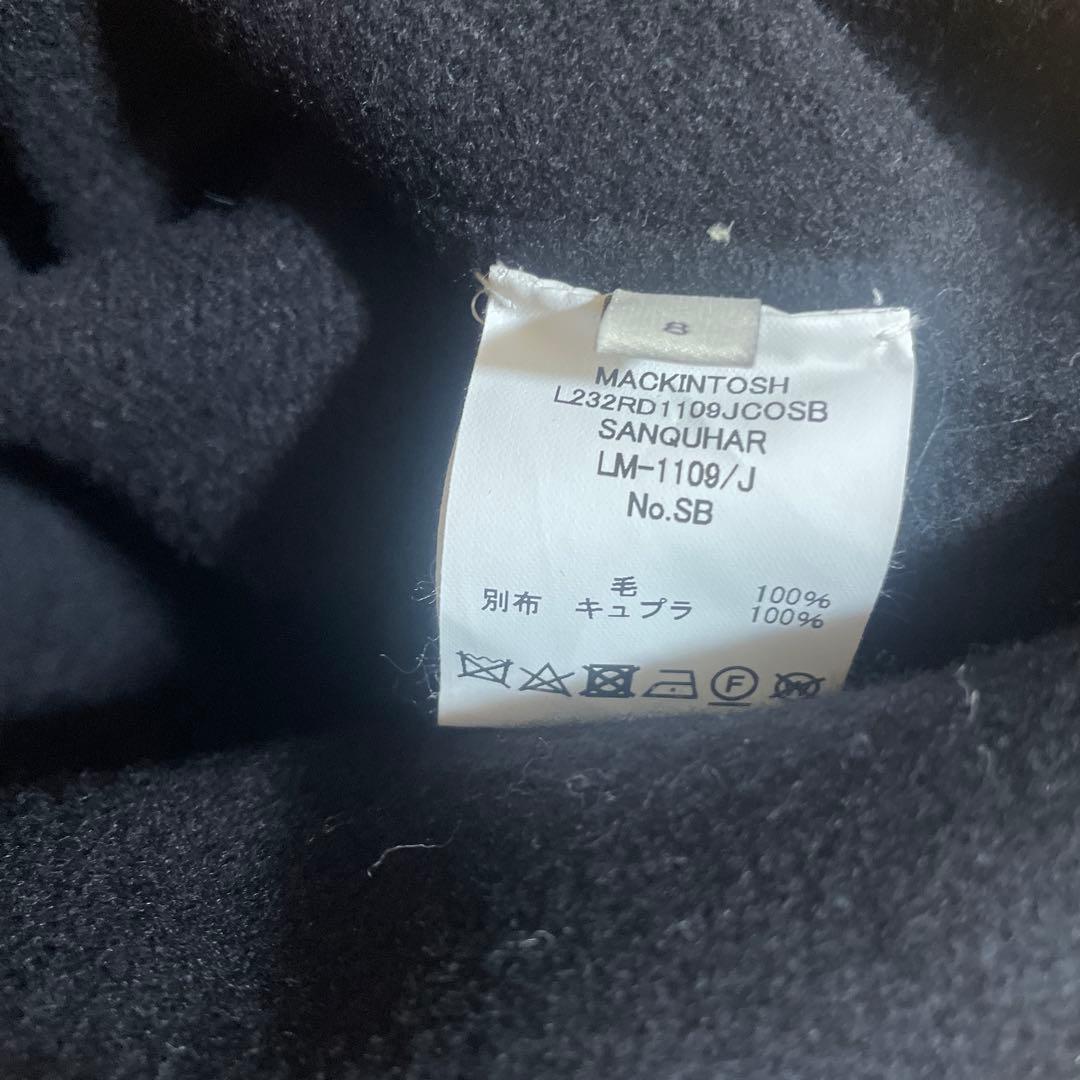 8
MACKINTOSH
L232RD1109JCOSB
SANQUHAR
LM-1109/J
No.SB
毛 100%
別布 キュプラ 100%
F
W